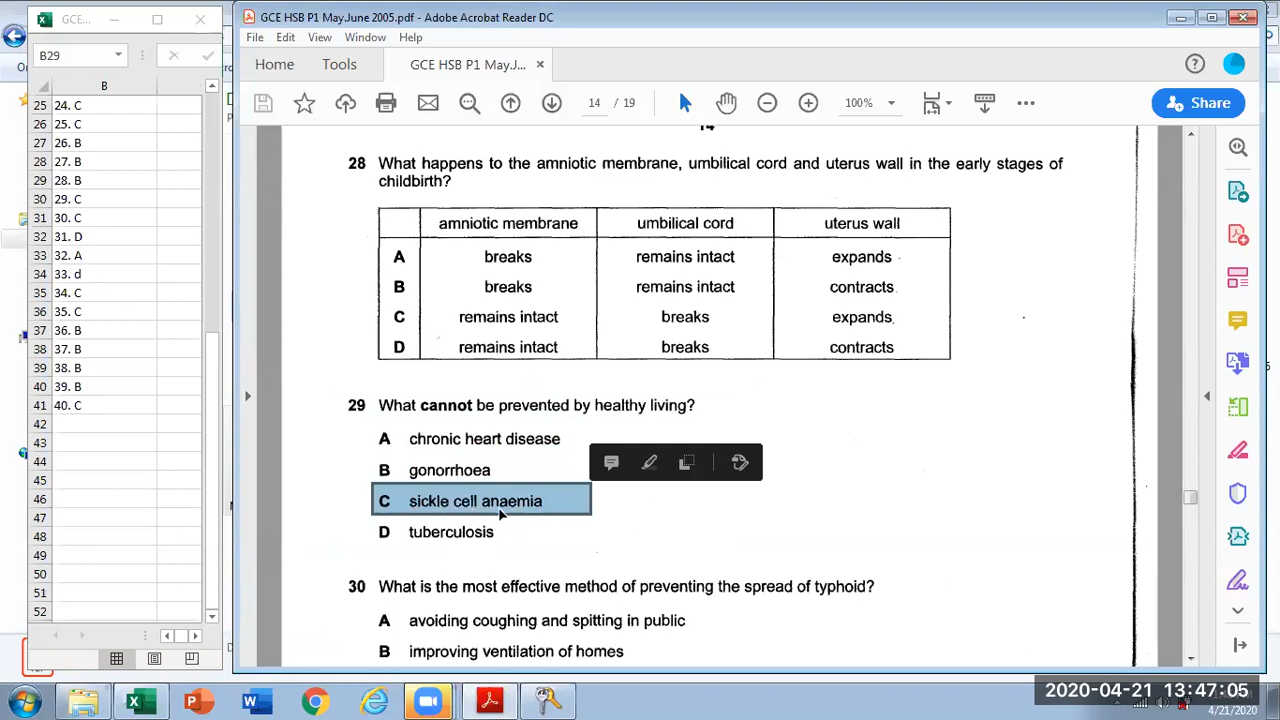 GCE...
GCE HSB P1 May.June 2005.pdf - Adobe Acrobat Reader DC
File Edit View Window Help
B29
Home Tools GCE HSB P1 May.J...
14 / 19
100%
Share
B
25 24. C
26 25. C
27 26. B
28 27. B
29 28. B
30 29. C
31 30. C
32 31. D
33 32. A
34 33. d
35 34. C
36 35. C
37 36. B
38 37. B
39 38. B
40 39. B
41 40. C
42
43
44
45
46
47
48
49
50
51
52
14
28 What happens to the amniotic membrane, umbilical cord and uterus wall in the early stages of
childbirth?
amniotic membrane umbilical cord uterus wall
A breaks remains intact expands
B breaks remains intact contracts
C remains intact breaks expands
D remains intact breaks contracts
29 What cannot be prevented by healthy living?
A chronic heart disease
B gonorrhoea
C sickle cell anaemia
D tuberculosis
30 What is the most effective method of preventing the spread of typhoid?
A avoiding coughing and spitting in public
B improving ventilation of homes
2020-04-21 13:47:05
4/21/2020